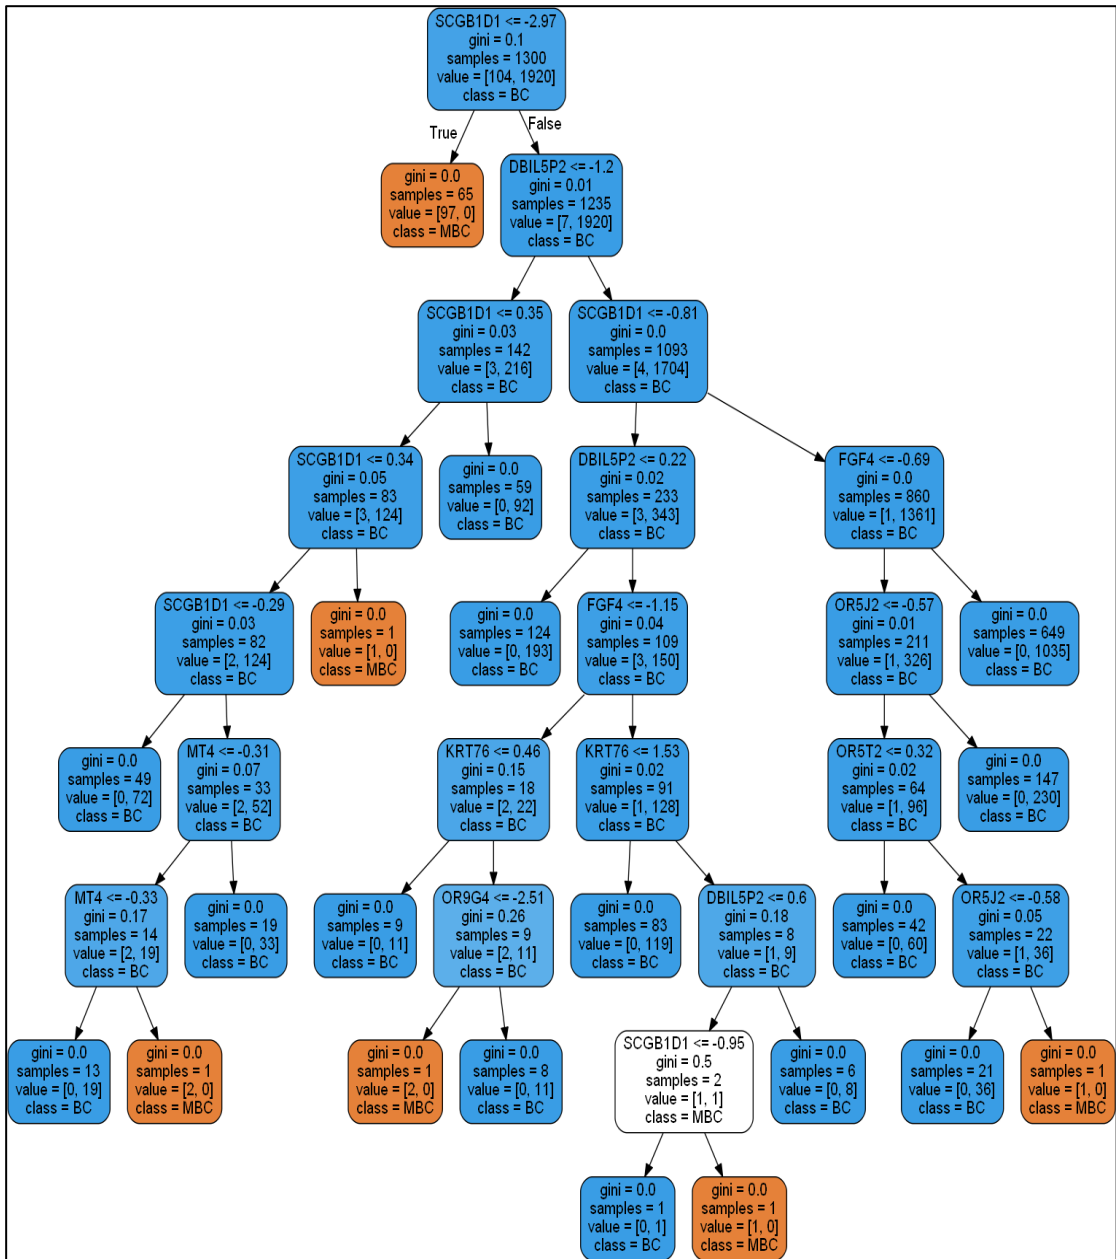 SCGB1D1 <= -2.97
gini = 0.1
samples = 1300
value = [104, 1920]
class = BC
True
False
gini = 0.0
samples = 65
value = [97, 0]
class = MBC
DBIL5P2 <= -1.2
gini = 0.01
samples = 1235
value = [7, 1920]
class = BC
SCGB1D1 <= 0.35
gini = 0.03
samples = 142
value = [3, 216]
class = BC
SCGB1D1 <= -0.81
gini = 0.0
samples = 1093
value = [4, 1704]
class = BC
SCGB1D1 <= 0.34
gini = 0.05
samples = 83
value = [3, 124]
class = BC
gini = 0.0
samples = 59
value = [0, 92]
class = BC
DBIL5P2 <= 0.22
gini = 0.02
samples = 233
value = [3, 343]
class = BC
FGF4 <= -0.69
gini = 0.0
samples = 860
value = [1, 1361]
class = BC
SCGB1D1 <= -0.29
gini = 0.03
samples = 82
value = [2, 124]
class = BC
gini = 0.0
samples = 1
value = [1, 0]
class = MBC
gini = 0.0
samples = 124
value = [0, 193]
class = BC
FGF4 <= -1.15
gini = 0.04
samples = 109
value = [3, 150]
class = BC
OR5J2 <= -0.57
gini = 0.01
samples = 211
value = [1, 326]
class = BC
gini = 0.0
samples = 649
value = [0, 1035]
class = BC
gini = 0.0
samples = 49
value = [0, 72]
class = BC
MT4 <= -0.31
gini = 0.07
samples = 33
value = [2, 52]
class = BC
KRT76 <= 0.46
gini = 0.15
samples = 18
value = [2, 22]
class = BC
KRT76 <= 1.53
gini = 0.02
samples = 91
value = [1, 128]
class = BC
OR5T2 <= 0.32
gini = 0.02
samples = 64
value = [1, 96]
class = BC
gini = 0.0
samples = 147
value = [0, 230]
class = BC
MT4 <= -0.33
gini = 0.17
samples = 14
value = [2, 19]
class = BC
gini = 0.0
samples = 19
value = [0, 33]
class = BC
gini = 0.0
samples = 9
value = [0, 11]
class = BC
OR9G4 <= -2.51
gini = 0.26
samples = 9
value = [2, 11]
class = BC
gini = 0.0
samples = 83
value = [0, 119]
class = BC
DBIL5P2 <= 0.6
gini = 0.18
samples = 8
value = [1, 9]
class = BC
gini = 0.0
samples = 42
value = [0, 60]
class = BC
OR5J2 <= -0.58
gini = 0.05
samples = 22
value = [1, 36]
class = BC
gini = 0.0
samples = 13
value = [0, 19]
class = BC
gini = 0.0
samples = 1
value = [2, 0]
class = MBC
gini = 0.0
samples = 1
value = [2, 0]
class = MBC
gini = 0.0
samples = 8
value = [0, 11]
class = BC
SCGB1D1 <= -0.95
gini = 0.5
samples = 2
value = [1, 1]
class = MBC
gini = 0.0
samples = 6
value = [0, 8]
class = BC
gini = 0.0
samples = 21
value = [0, 36]
class = BC
gini = 0.0
samples = 1
value = [1, 0]
class = MBC
gini = 0.0
samples = 1
value = [0, 1]
class = BC
gini = 0.0
samples = 1
value = [1, 0]
class = MBC